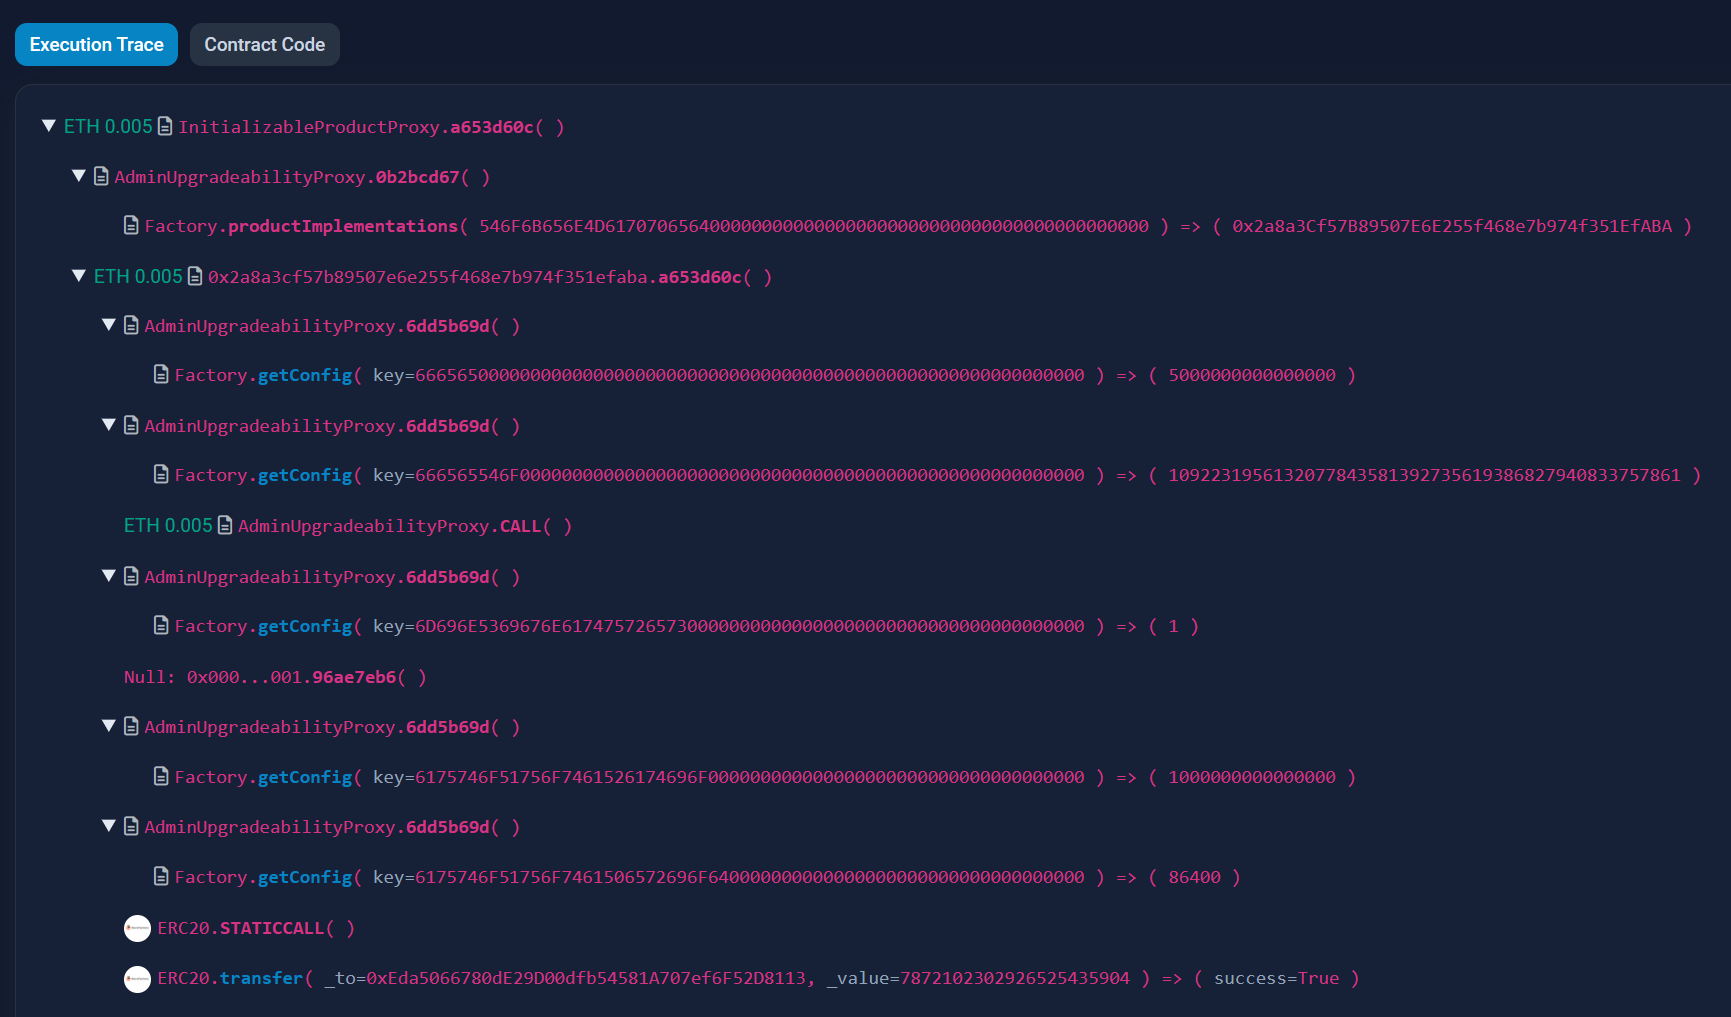 Execution Trace
Contract Code
ETH 0.005 InitializableProductProxy.a653d60c( )
AdminUpgradeabilityProxy.0b2bcd67( )
Factory.productImplementations( 546F6B656E4D6170706564000000000000000000000000000000000000000000 ) => ( 0x2a8a3Cf57B89507E6E255f468e7b974f351EfABA )
ETH 0.005 0x2a8a3cf57b89507e6e255f468e7b974f351efaba.a653d60c( )
AdminUpgradeabilityProxy.6dd5b69d( )
Factory.getConfig( key=6665650000000000000000000000000000000000000000000000000000000000 ) => ( 5000000000000000 )
AdminUpgradeabilityProxy.6dd5b69d( )
Factory.getConfig( key=666565546F000000000000000000000000000000000000000000000000000000 ) => ( 1092231956132077843581392735619386827940833757861 )
ETH 0.005 AdminUpgradeabilityProxy.CALL( )
AdminUpgradeabilityProxy.6dd5b69d( )
Factory.getConfig( key=6D696E5369676E61747572657300000000000000000000000000000000000000 ) => ( 1 )
Null: 0x000...001.96ae7eb6( )
AdminUpgradeabilityProxy.6dd5b69d( )
Factory.getConfig( key=6175746F51756F7461526174696F000000000000000000000000000000000000 ) => ( 1000000000000000 )
AdminUpgradeabilityProxy.6dd5b69d( )
Factory.getConfig( key=6175746F51756F7461506572696F640000000000000000000000000000000000 ) => ( 86400 )
ERC20.STATICCALL( )
ERC20.transfer( _to=0xEda5066780dE29D00dfb54581A707ef6F52D8113, _value=7872102302926525435904 ) => ( success=True )